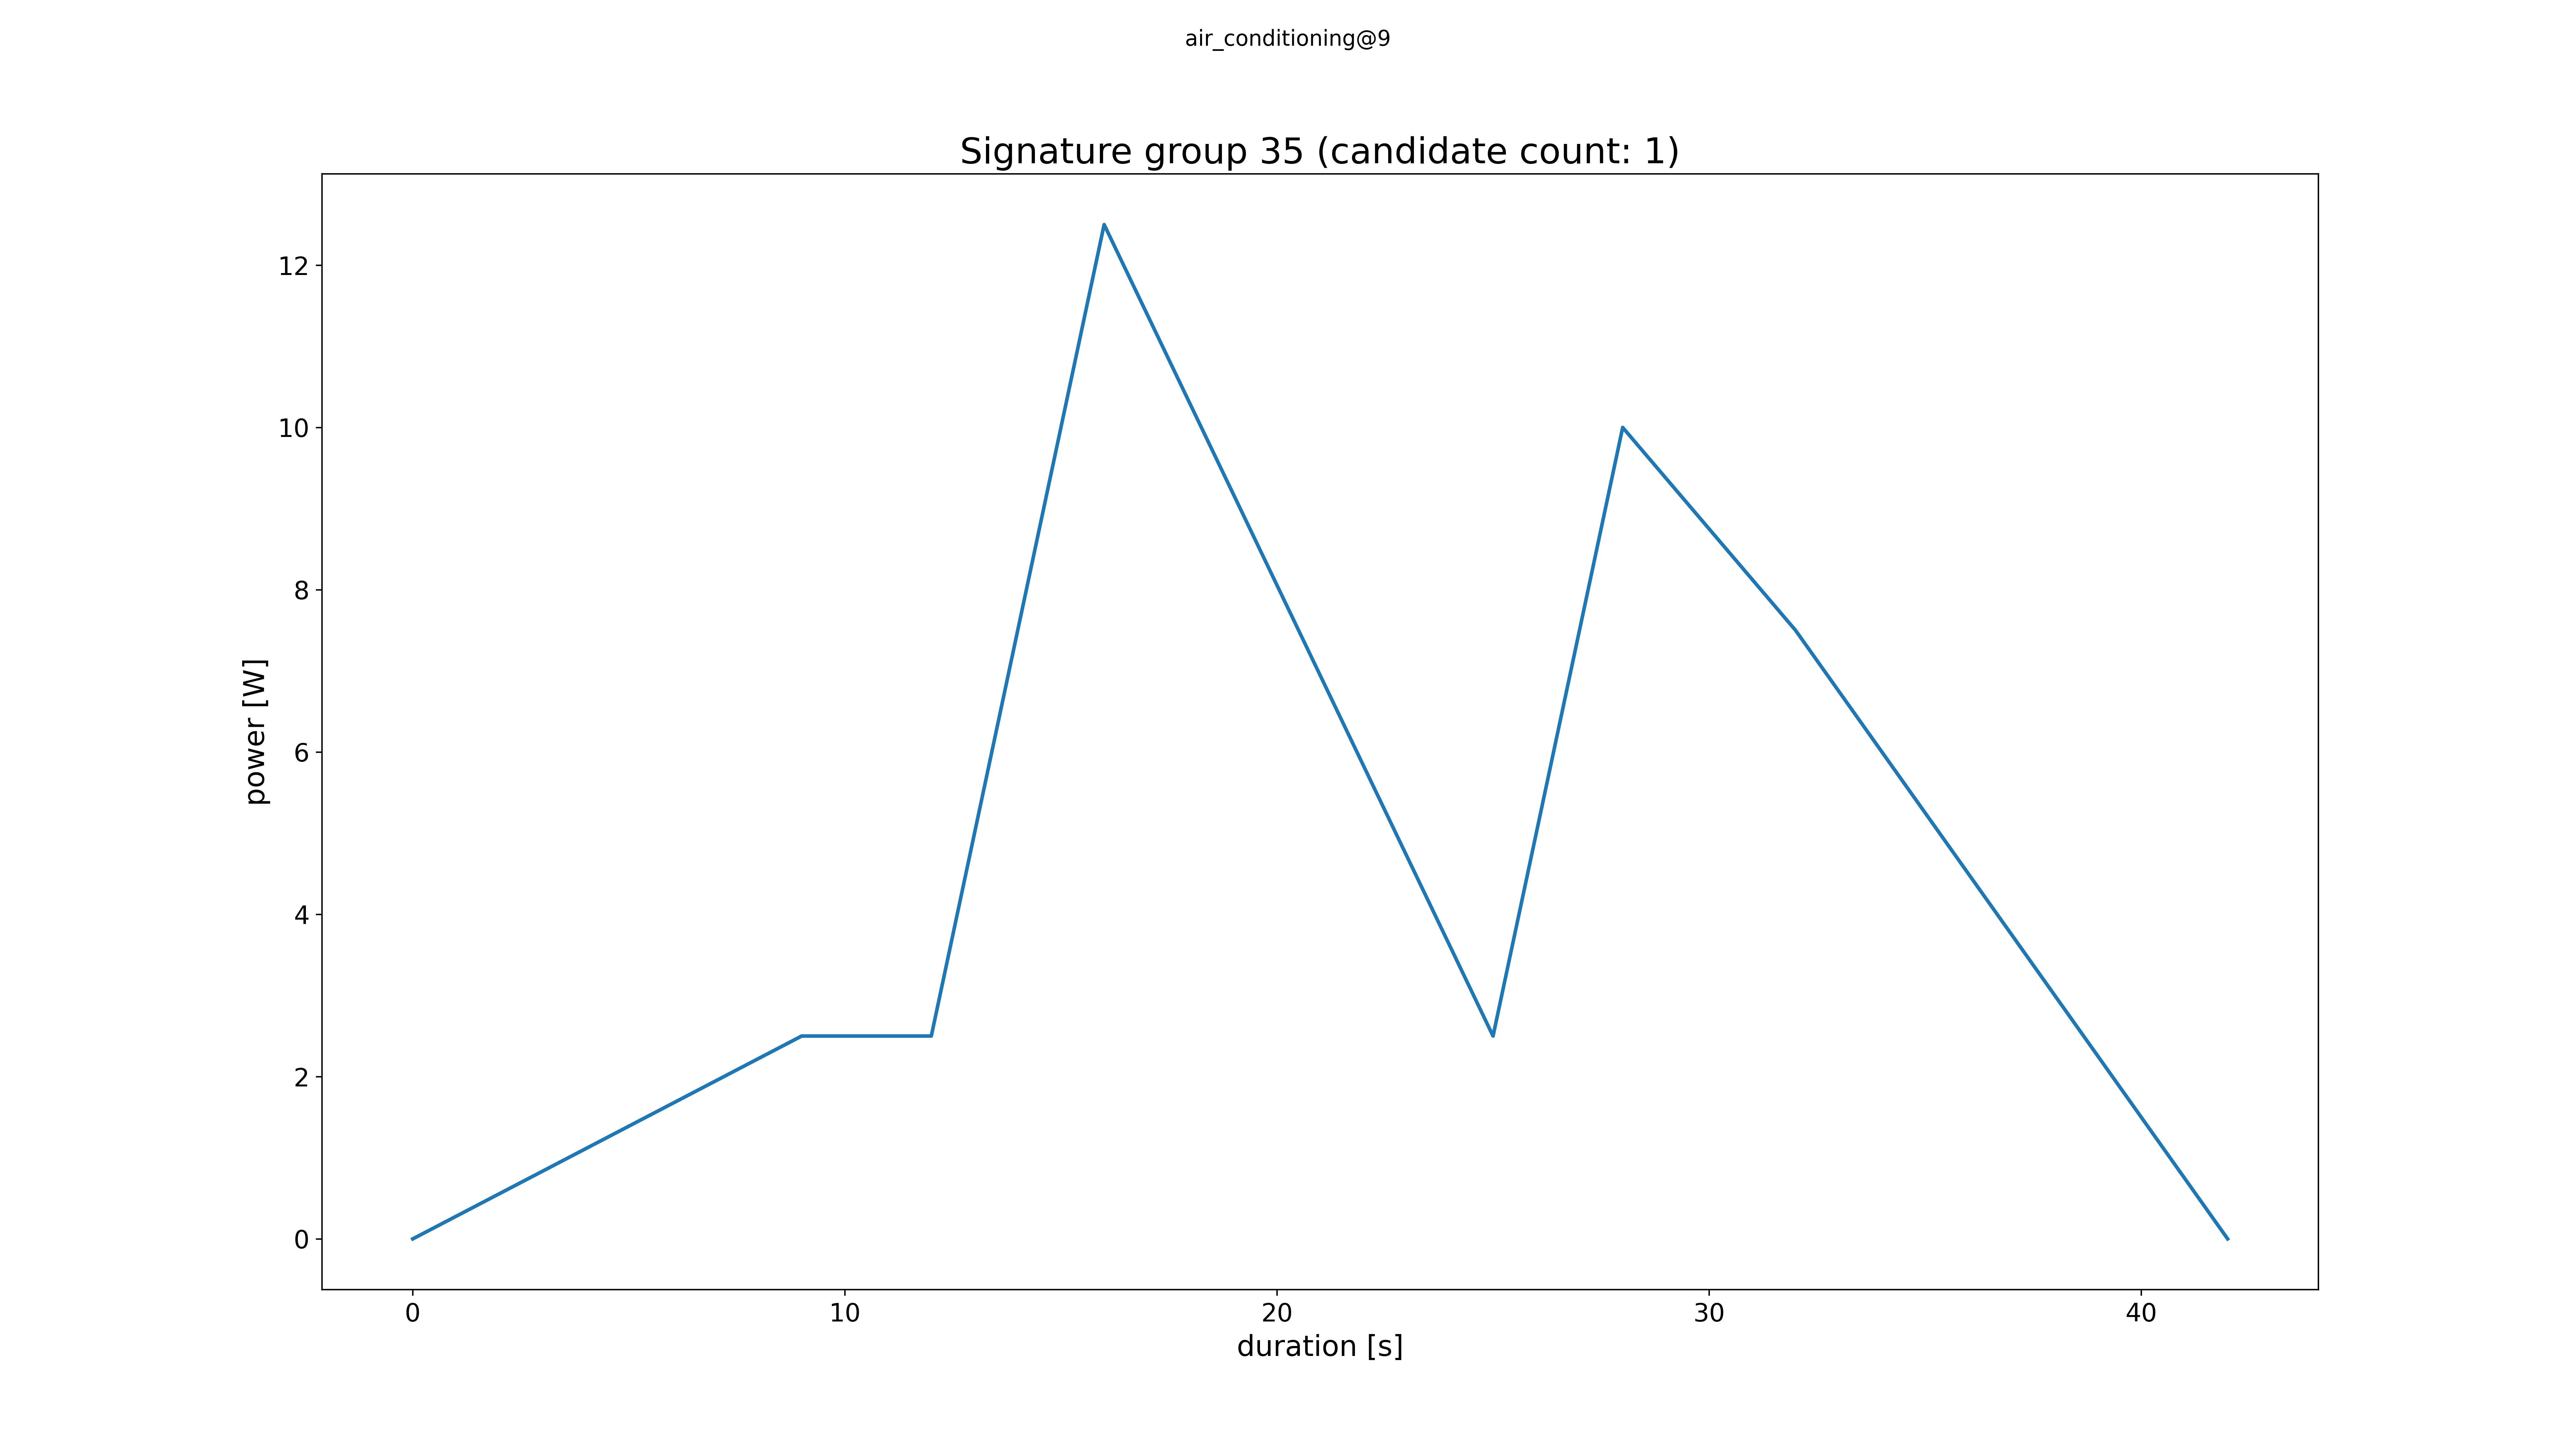 air_conditioning@9
Signature group 35 (candidate count: 1)
power [W]
12
10
8
6
4
2
0
0 10 20 30 40
duration [s]